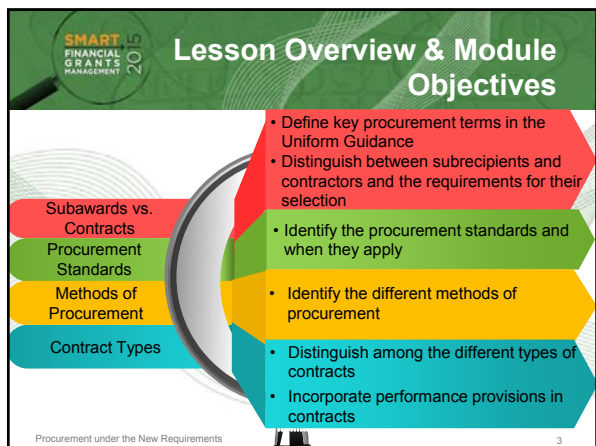 SMART
FINANCIAL
GRANTS
MANAGEMENT
2015
Lesson Overview & Module
Objectives
Subawards vs.
Contracts
Procurement
Standards
Methods of
Procurement
Contract Types
• Define key procurement terms in the
Uniform Guidance
• Distinguish between subrecipients and
contractors and the requirements for their
selection
• Identify the procurement standards and
when they apply
• Identify the different methods of
procurement
• Distinguish among the different types of
contracts
• Incorporate performance provisions in
contracts
Procurement under the New Requirements
3